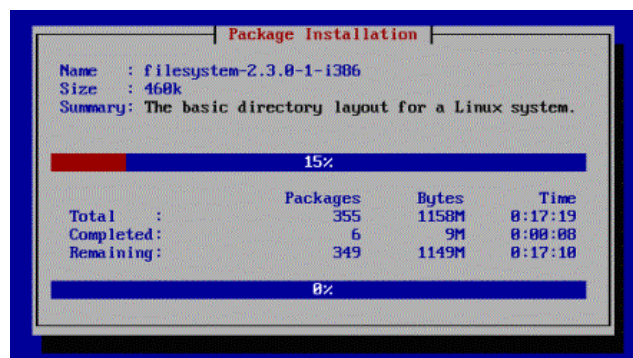 Package Installation
Name : filesystem-2.3.0-1-i386
Size : 460k
Summary: The basic directory layout for a Linux system.
15%
Packages Bytes Time
Total : 355 1158M 0:17:19
Completed: 6 9M 0:00:08
Remaining: 349 1149M 0:17:10
0%